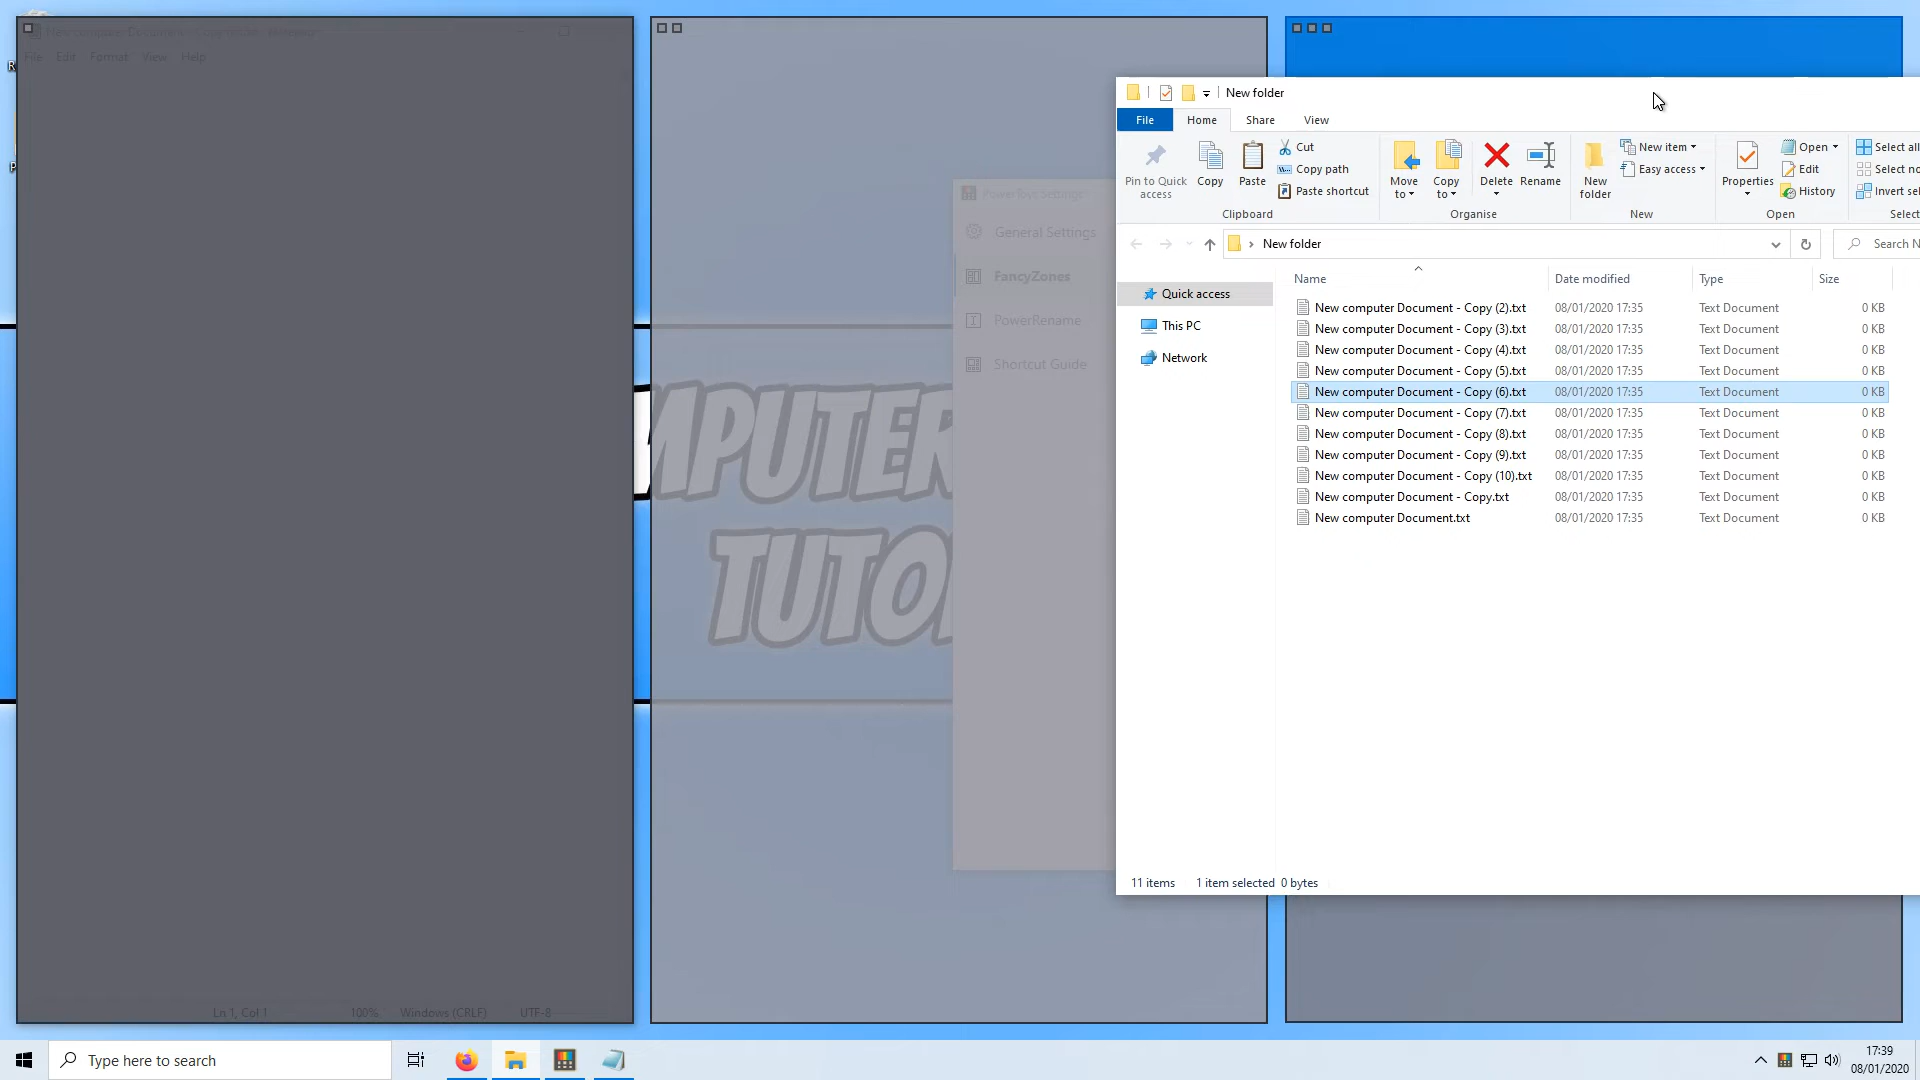 New computer Document - Copy
File Edit Format View Help
R
P
Ln 1, Col 1 100% Windows (CRLF) UTF-8
MPUTER
TUTO
PowerToys Settings
General Settings
FancyZones
PowerRename
Shortcut Guide
New folder
File Home Share View
Pin to Quick access
Copy
Paste
Cut
Copy path
Paste shortcut
Clipboard
Move to
Copy to
Delete
Rename
Organise
New folder
New item
Easy access
New
Properties
Open
Edit
History
Open
Select all
Select no
Invert sel
Select
New folder
Search N
Quick access
This PC
Network
Name Date modified Type Size
New computer Document - Copy (2).txt 08/01/2020 17:35 Text Document 0 KB
New computer Document - Copy (3).txt 08/01/2020 17:35 Text Document 0 KB
New computer Document - Copy (4).txt 08/01/2020 17:35 Text Document 0 KB
New computer Document - Copy (5).txt 08/01/2020 17:35 Text Document 0 KB
New computer Document - Copy (6).txt 08/01/2020 17:35 Text Document 0 KB
New computer Document - Copy (7).txt 08/01/2020 17:35 Text Document 0 KB
New computer Document - Copy (8).txt 08/01/2020 17:35 Text Document 0 KB
New computer Document - Copy (9).txt 08/01/2020 17:35 Text Document 0 KB
New computer Document - Copy (10).txt 08/01/2020 17:35 Text Document 0 KB
New computer Document - Copy.txt 08/01/2020 17:35 Text Document 0 KB
New computer Document.txt 08/01/2020 17:35 Text Document 0 KB
11 items 1 item selected 0 bytes
Type here to search
17:39
08/01/2020